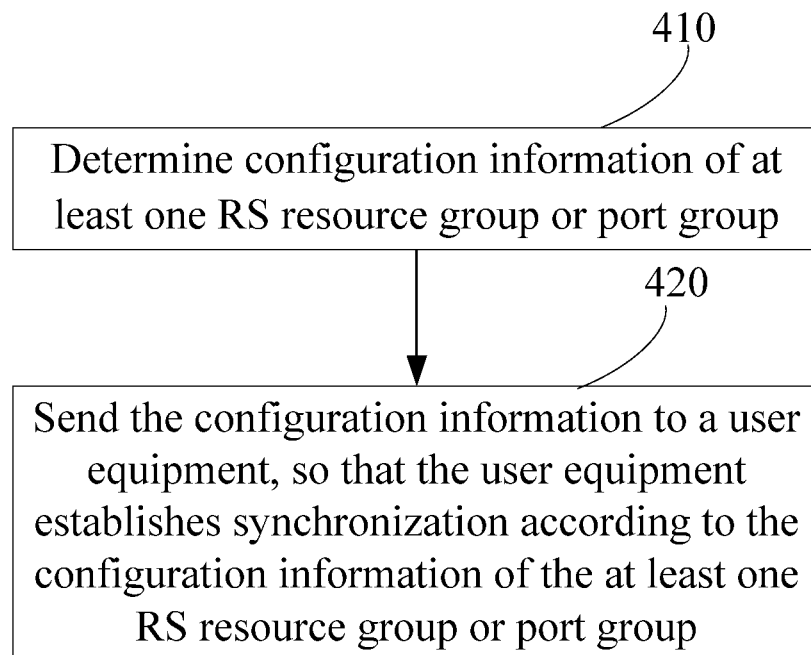 410
Determine configuration information of at
least one RS resource group or port group
420
Send the configuration information to a user
equipment, so that the user equipment
establishes synchronization according to the
configuration information of the at least one
RS resource group or port group